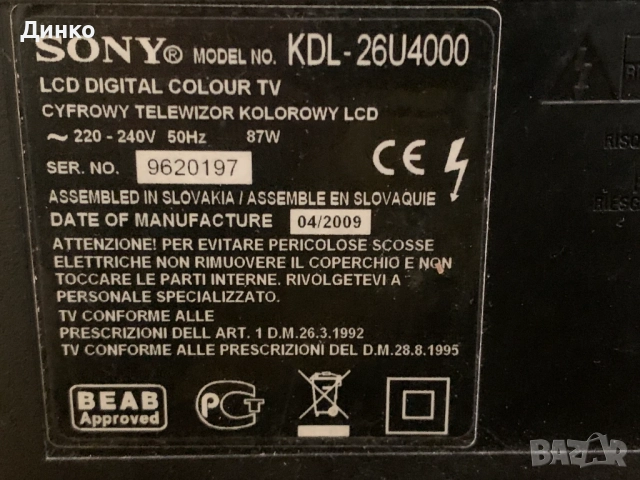 Динко
SONY® MODEL NO. KDL-26U4000
LCD DIGITAL COLOUR TV
CYFROWY TELEWIZOR KOLOROWY LCD
~ 220 - 240V 50Hz 87W
SER. NO. 9620197
CE
ASSEMBLED IN SLOVAKIA / ASSEMBLE EN SLOVAQUIE
DATE OF MANUFACTURE 04/2009
ATTENZIONE! PER EVITARE PERICOLOSE SCOSSE
ELETTRICHE NON RIMUOVERE IL COPERCHIO E NON
TOCCARE LE PARTI INTERNE. RIVOLGETEVI A
PERSONALE SPECIALIZZATO.
TV CONFORME ALLE
PRESCRIZIONI DELL ART. 1 D.M.26.3.1992
TV CONFORME ALLE PRESCRIZIONI DEL D.M.28.8.1995
BEAB
Approved
PCT
RISO
RIESG
BAZAR